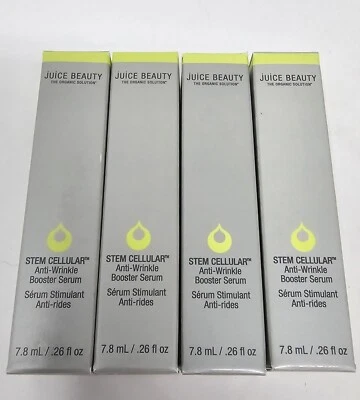 JUICE BEAUTY
THE ORGANIC SOLUTION
STEM CELLULAR™
Anti-Wrinkle
Booster Serum
Sérum Stimulant
Anti-rides
7.8 mL / .26 fl oz
JUICE BEAUTY
THE ORGANIC SOLUTION
STEM CELLULAR™
Anti-Wrinkle
Booster Serum
Sérum Stimulant
Anti-rides
7.8 mL / .26 fl oz
JUICE BEAUTY
THE ORGANIC SOLUTION
STEM CELLULAR™
Anti-Wrinkle
Booster Serum
Sérum Stimulant
Anti-rides
7.8 mL / .26 fl oz
JUICE BEAUTY
THE ORGANIC SOLUTION
STEM CELLULAR™
Anti-Wrinkle
Booster Serum
Sérum Stimulant
Anti-rides
7.8 mL / .26 fl oz